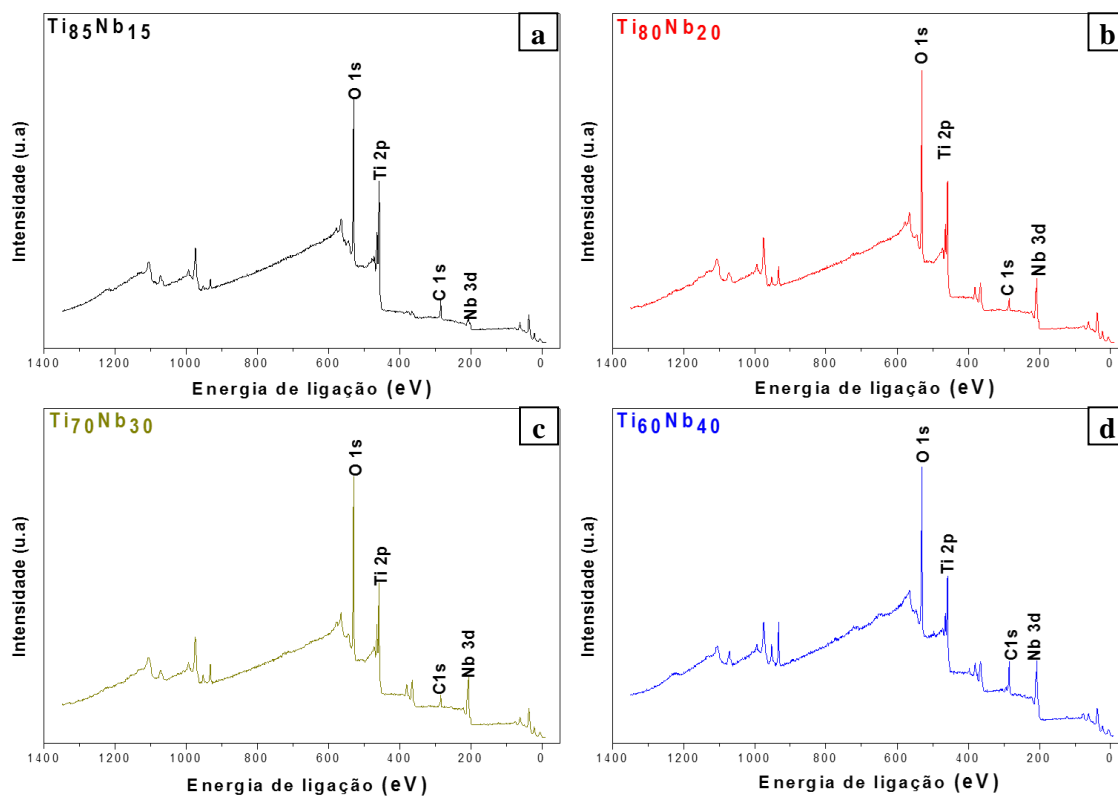 Ti85Nb15
a
O 1s
Ti 2p
C 1s
Nb 3d
Intensidade (u.a)
1400 1200 1000 800 600 400 200 0
Energia de ligação (eV)
Ti80Nb20
b
O 1s
Ti 2p
C 1s
Nb 3d
Intensidade (u.a)
1400 1200 1000 800 600 400 200 0
Energia de ligação (eV)
Ti70Nb30
c
O 1s
Ti 2p
C1s
Nb 3d
Intensidade (u.a)
1400 1200 1000 800 600 400 200 0
Energia de ligação (eV)
Ti60Nb40
d
O 1s
Ti 2p
C1s
Nb 3d
Intensidade (u.a)
1400 1200 1000 800 600 400 200 0
Energia de ligação (eV)